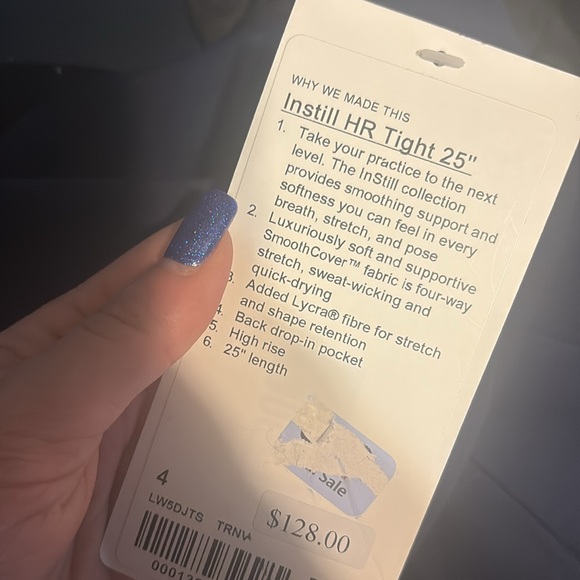 WHY WE MADE THIS
Instill HR Tight 25"
1. Take your practice to the next
level. The InStill collection
provides smoothing support and
softness you can feel in every
breath, stretch, and pose
2. Luxuriously soft and supportive
SmoothCover™ fabric is four-way
stretch, sweat-wicking and
quick-drying
3. Added Lycra® fibre for stretch
and shape retention
4. Back drop-in pocket
5. High rise
6. 25" length
Sale
4
LW5DJTS TRNV
$128.00